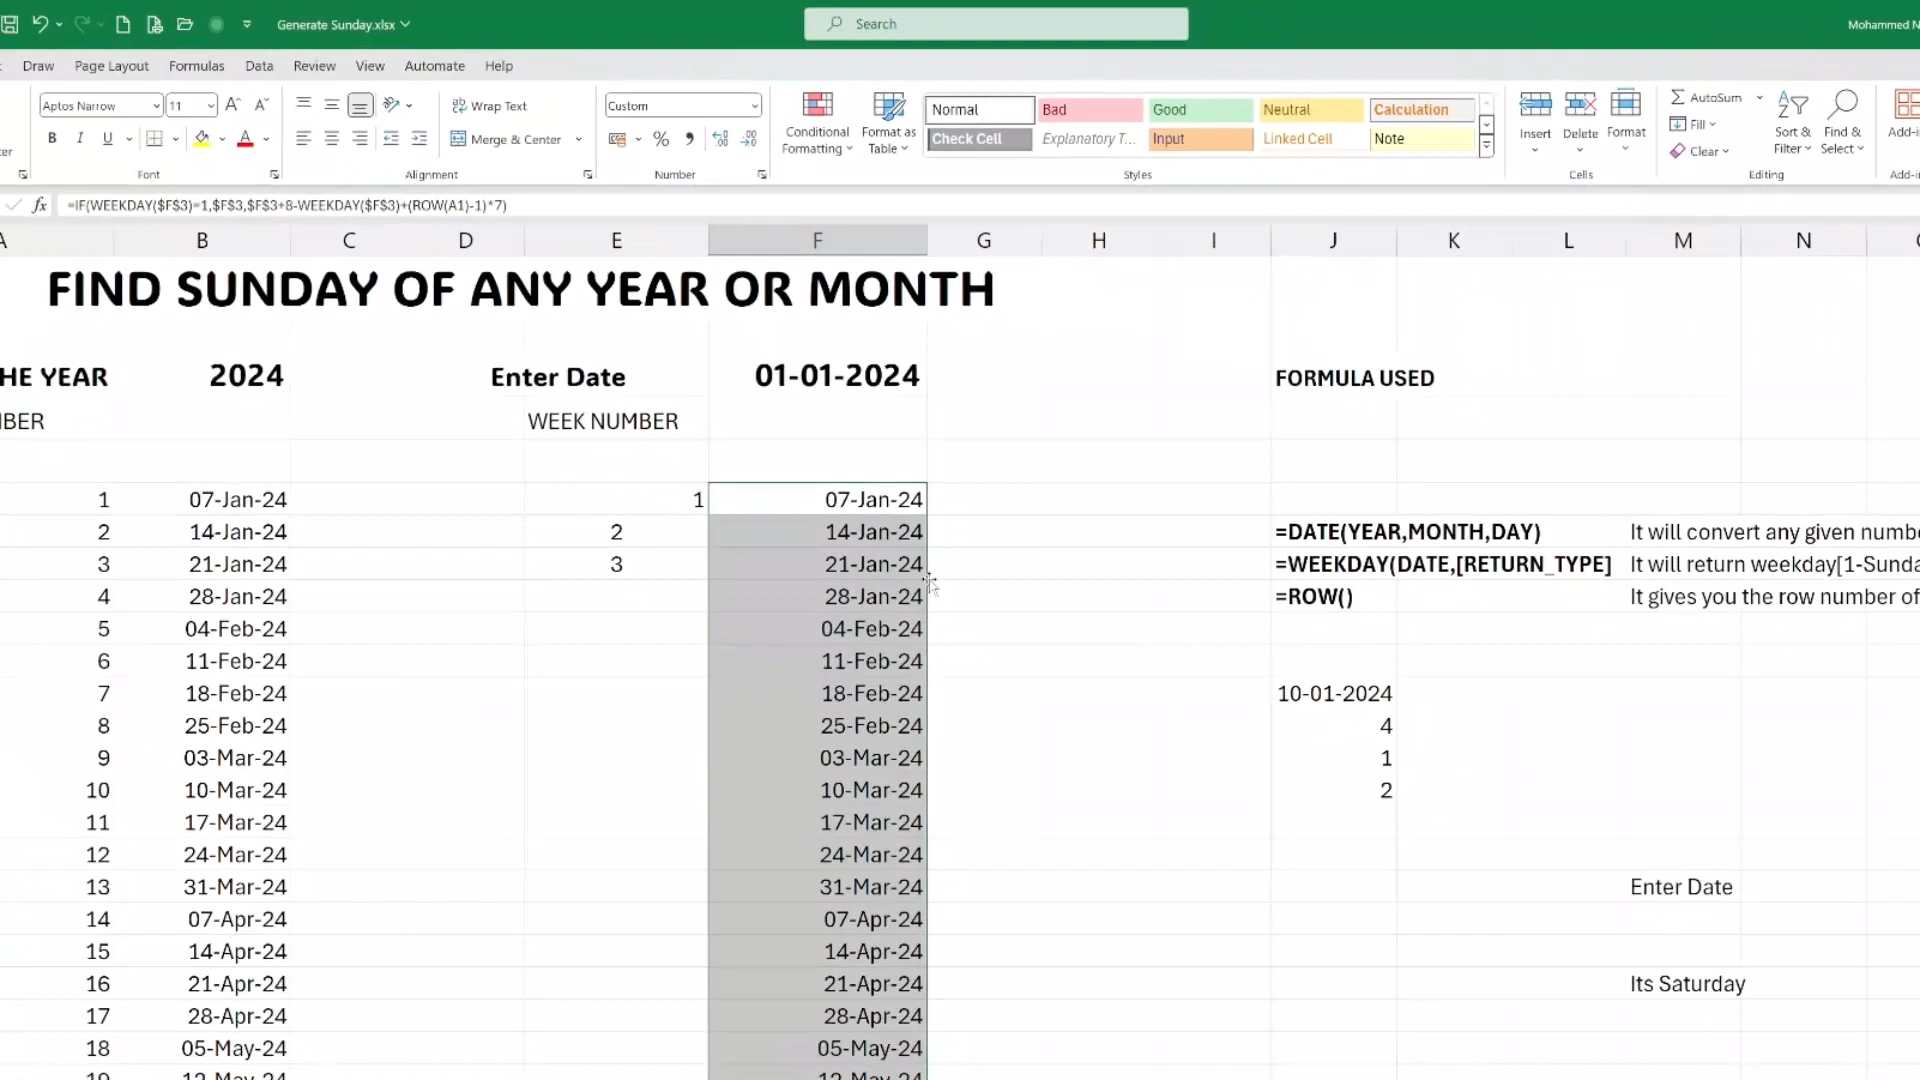 Generate Sunday.xlsx
Search
Mohammed N
Draw Page Layout Formulas Data Review View Automate Help
Aptos Narrow 11 A A Wrap Text Custom Conditional Formatting Format as Table Normal Bad Good Neutral Calculation Insert Delete Format AutoSum Sort & Filter Find & Select Add-i
B I U A Merge & Center % Check Cell Explanatory T... Input Linked Cell Note Fill Clear
Font Alignment Number Styles Cells Editing Add-i
fx =IF(WEEKDAY($F$3)=1,$F$3,$F$3+8-WEEKDAY($F$3)+(ROW(A1)-1)*7)
A B C D E F G H I J K L M N
FIND SUNDAY OF ANY YEAR OR MONTH
HE YEAR 2024 Enter Date 01-01-2024 FORMULA USED
BER WEEK NUMBER
1 07-Jan-24 1 07-Jan-24
2 14-Jan-24 2 14-Jan-24 =DATE(YEAR,MONTH,DAY) It will convert any given numbe
3 21-Jan-24 3 21-Jan-24 =WEEKDAY(DATE,[RETURN_TYPE] It will return weekday[1-Sunda
4 28-Jan-24 28-Jan-24 =ROW() It gives you the row number of
5 04-Feb-24 04-Feb-24
6 11-Feb-24 11-Feb-24
7 18-Feb-24 18-Feb-24 10-01-2024
8 25-Feb-24 25-Feb-24 4
9 03-Mar-24 03-Mar-24 1
10 10-Mar-24 10-Mar-24 2
11 17-Mar-24 17-Mar-24
12 24-Mar-24 24-Mar-24
13 31-Mar-24 31-Mar-24 Enter Date
14 07-Apr-24 07-Apr-24
15 14-Apr-24 14-Apr-24
16 21-Apr-24 21-Apr-24 Its Saturday
17 28-Apr-24 28-Apr-24
18 05-May-24 05-May-24
19 12-May-24 12-May-24